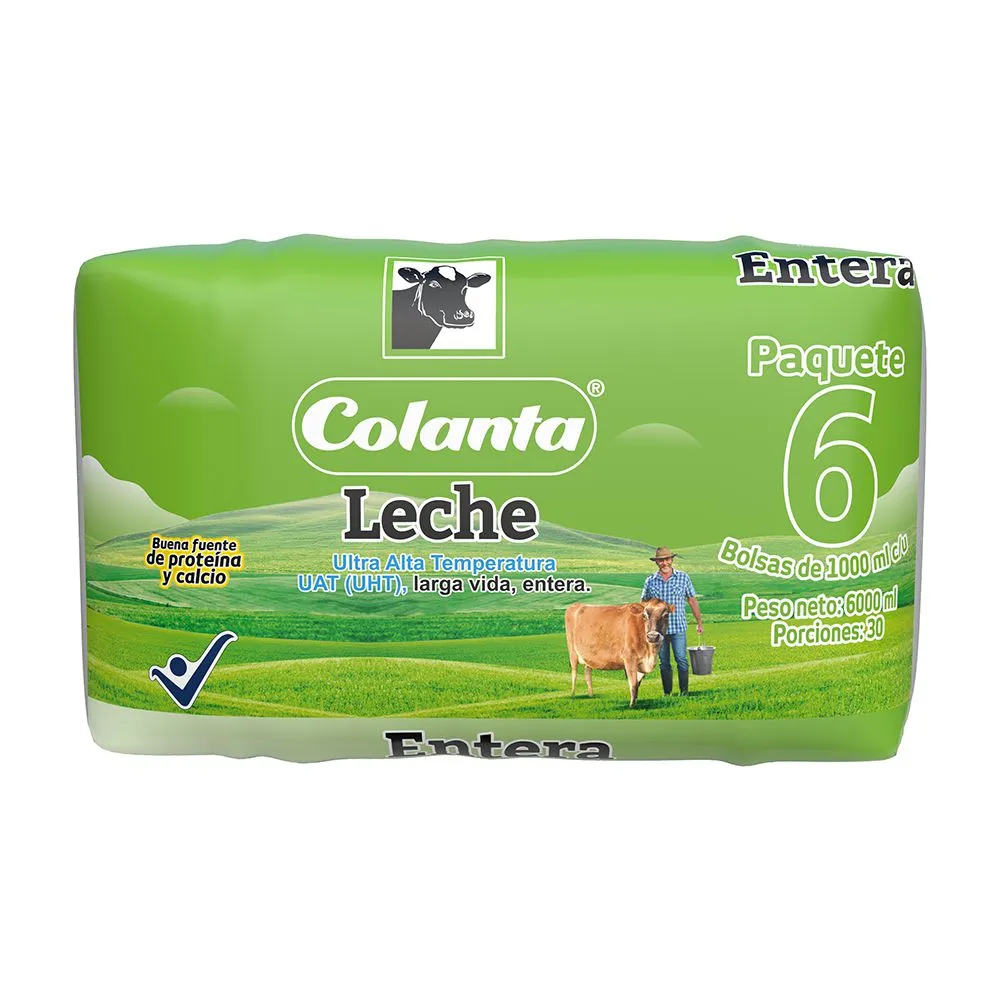 Entera
Paquete
6
Bolsas de 1000 ml c/u
Peso neto: 6000 ml
Porciones: 30
Colanta®
Leche
Ultra Alta Temperatura
UAT (UHT), larga vida, entera.
Buena fuente
de proteína
y calcio
Entera